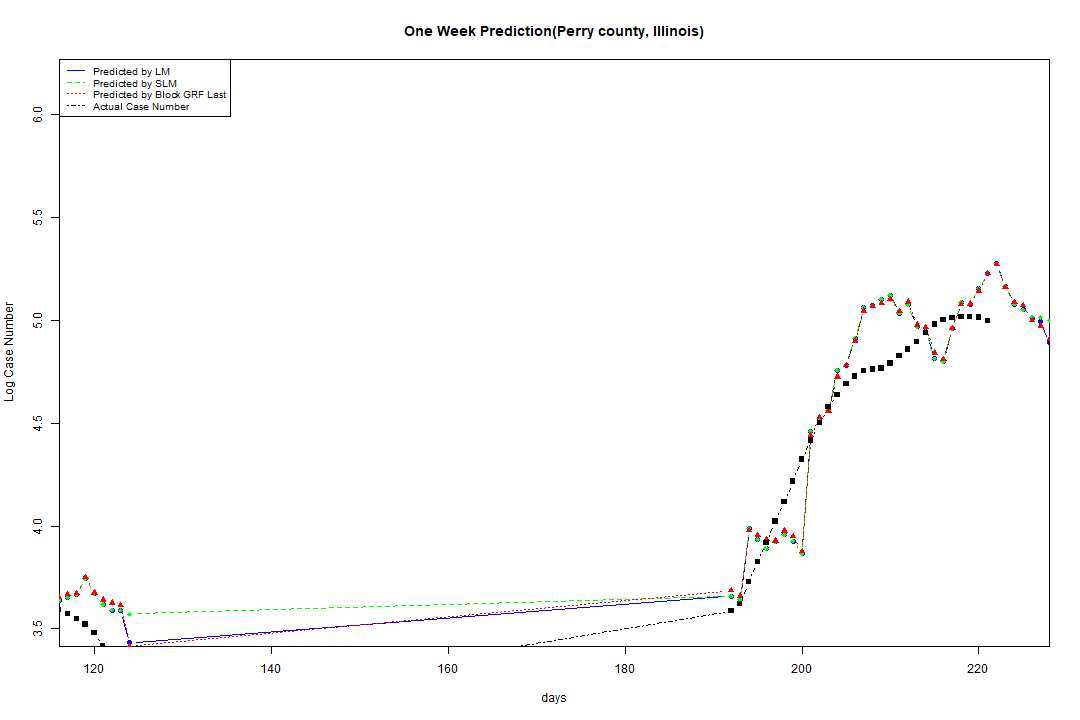 One Week Prediction(Perry county, Illinois)
Predicted by LM
Predicted by SLM
Predicted by Block GRF Last
Actual Case Number
Log Case Number
6.0
5.5
5.0
4.5
4.0
3.5
120
140
160
180
200
220
days